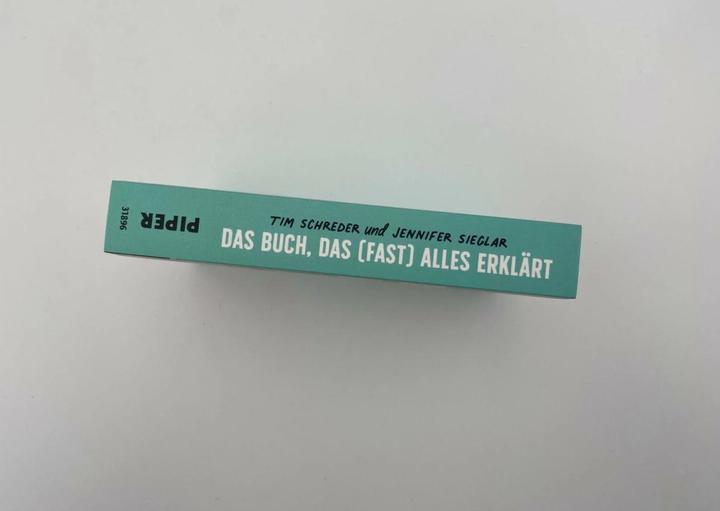 TIM SCHREDER und JENNIFER SIEGLAR
DAS BUCH, DAS (FAST) ALLES ERKLÄRT
PIPER
31896